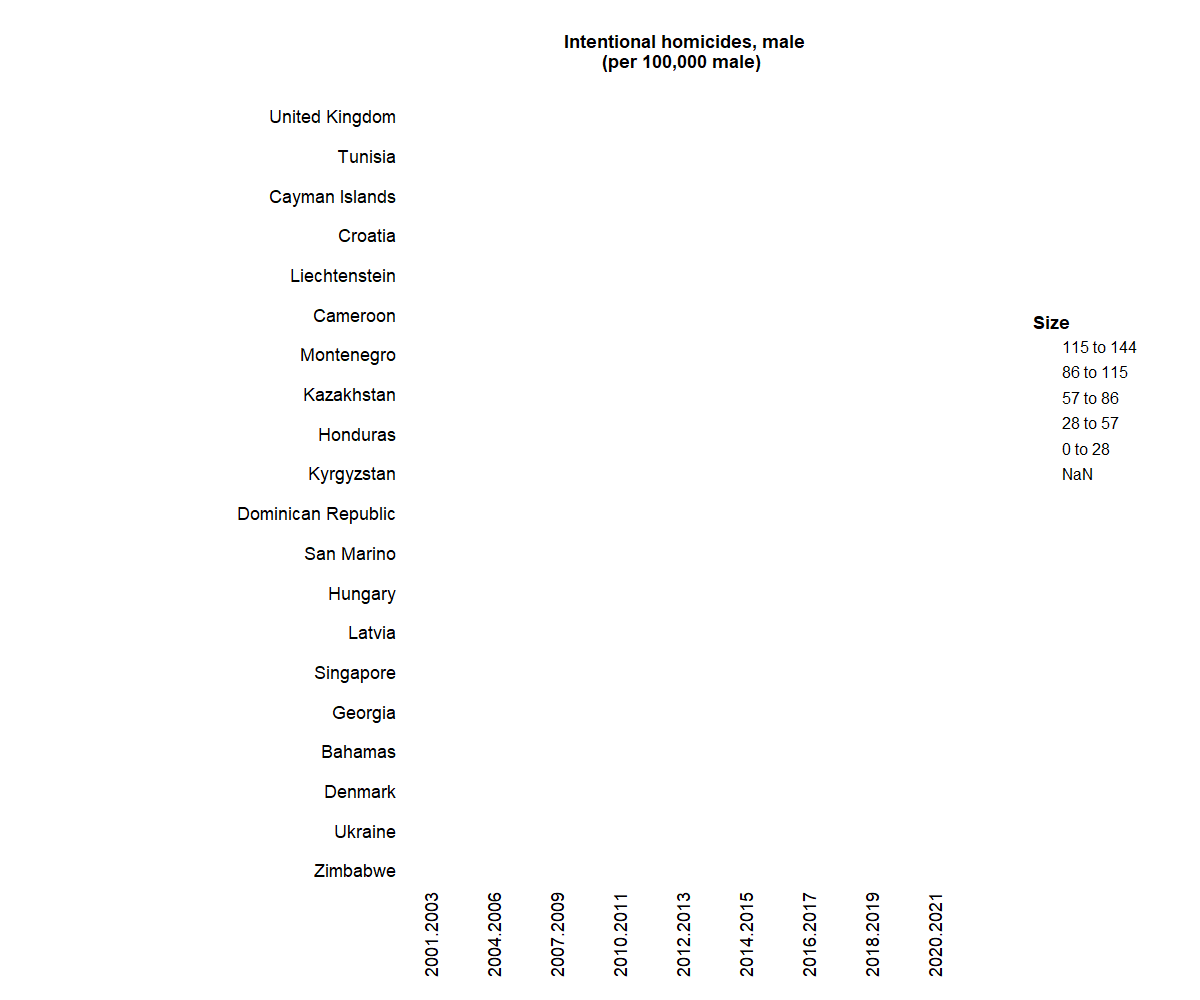 Intentional homicides, male
(per 100,000 male)
United Kingdom
Tunisia
Cayman Islands
Croatia
Liechtenstein
Cameroon
Montenegro
Kazakhstan
Honduras
Kyrgyzstan
Dominican Republic
San Marino
Hungary
Latvia
Singapore
Georgia
Bahamas
Denmark
Ukraine
Zimbabwe
2001.2003
2004.2006
2007.2009
2010.2011
2012.2013
2014.2015
2016.2017
2018.2019
2020.2021
Size
115 to 144
86 to 115
57 to 86
28 to 57
0 to 28
NaN